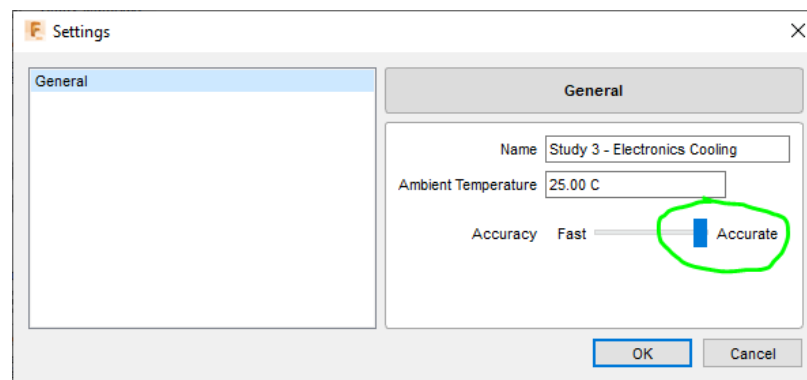 Settings
General
General
Name Study 3 - Electronics Cooling
Ambient Temperature 25.00 C
Accuracy Fast Accurate
OK Cancel